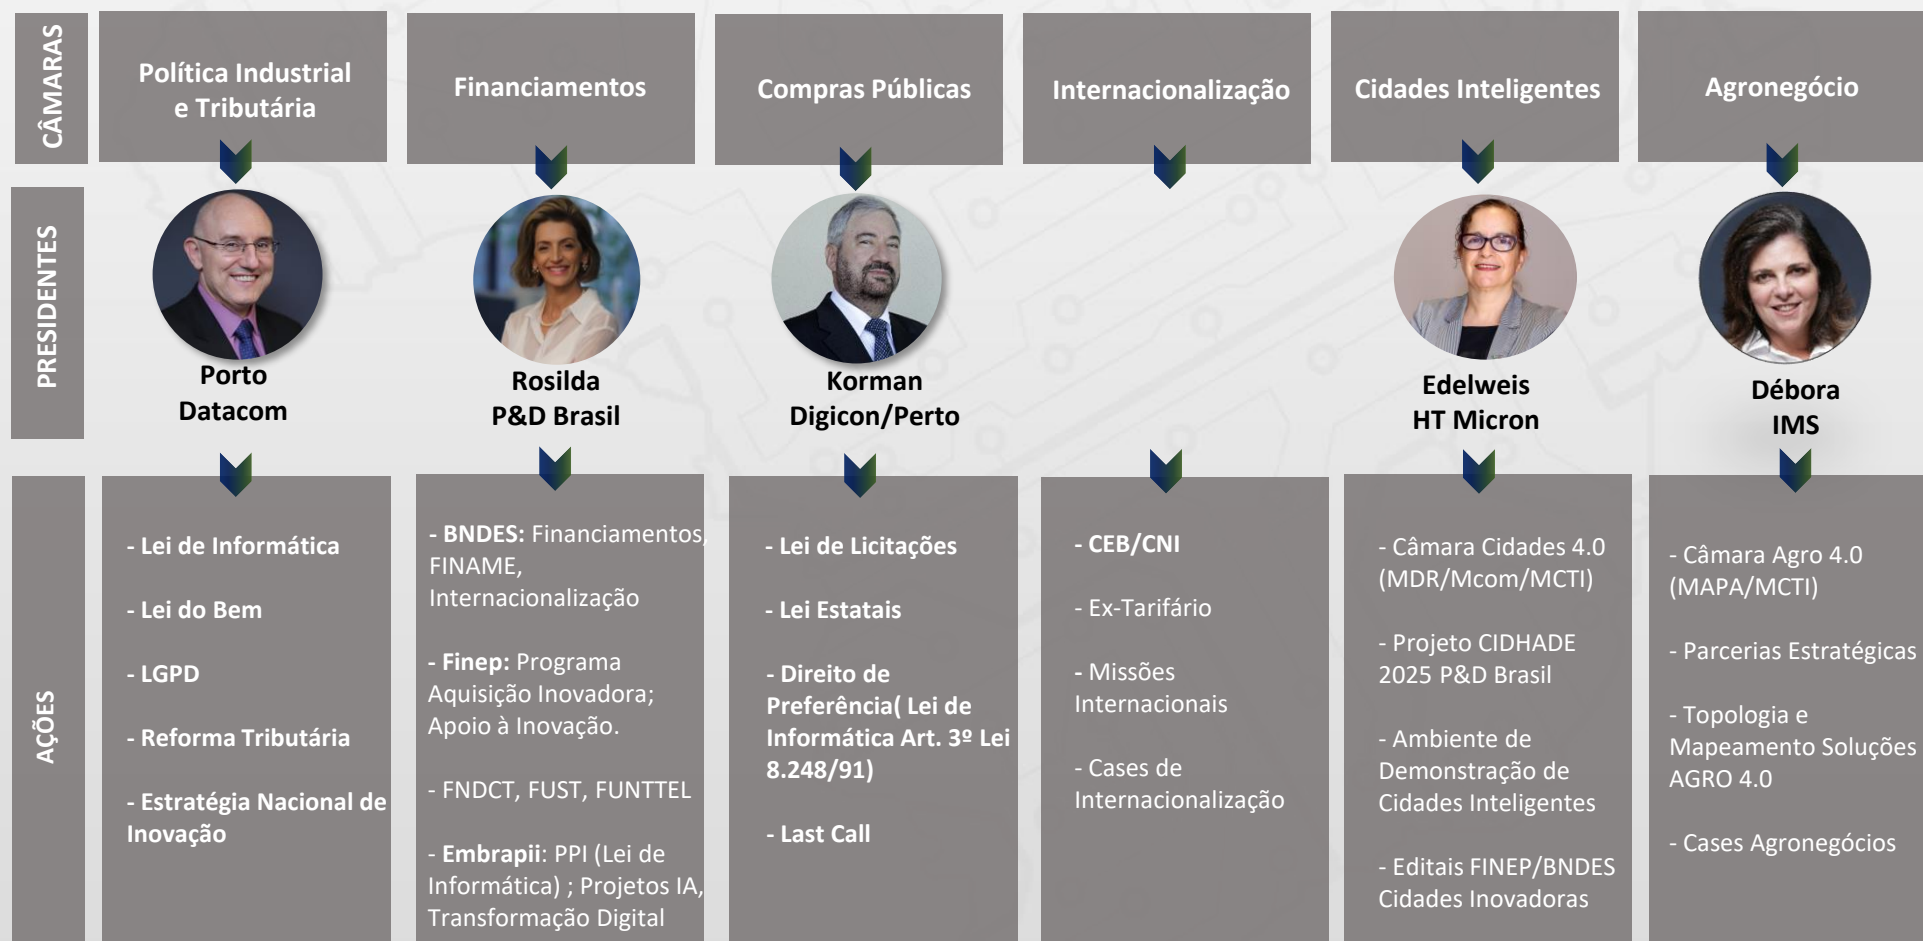 CÂMARAS
Política Industrial
e Tributária
Financiamentos
Compras Públicas
Internacionalização
Cidades Inteligentes
Agronegócio
PRESIDENTES
Porto
Datacom
Rosilda
P&D Brasil
Korman
Digicon/Perto
Edelweis
HT Micron
Débora
IMS
AÇÕES
- Lei de Informática
- Lei do Bem
- LGPD
- Reforma Tributária
- Estratégia Nacional de
Inovação
- BNDES: Financiamentos,
FINAME,
Internacionalização
- Finep: Programa
Aquisição Inovadora;
Apoio à Inovação.
- FNDCT, FUST, FUNTTEL
- Embrapii: PPI (Lei de
Informática) ; Projetos IA,
Transformação Digital
- Lei de Licitações
- Lei Estatais
- Direito de
Preferência( Lei de
Informática Art. 3º Lei
8.248/91)
- Last Call
- CEB/CNI
- Ex-Tarifário
- Missões
Internacionais
- Cases de
Internacionalização
- Câmara Cidades 4.0
(MDR/Mcom/MCTI)
- Projeto CIDHADE
2025 P&D Brasil
- Ambiente de
Demonstração de
Cidades Inteligentes
- Editais FINEP/BNDES
Cidades Inovadoras
- Câmara Agro 4.0
(MAPA/MCTI)
- Parcerias Estratégicas
- Topologia e
Mapeamento Soluções
AGRO 4.0
- Cases Agronegócios